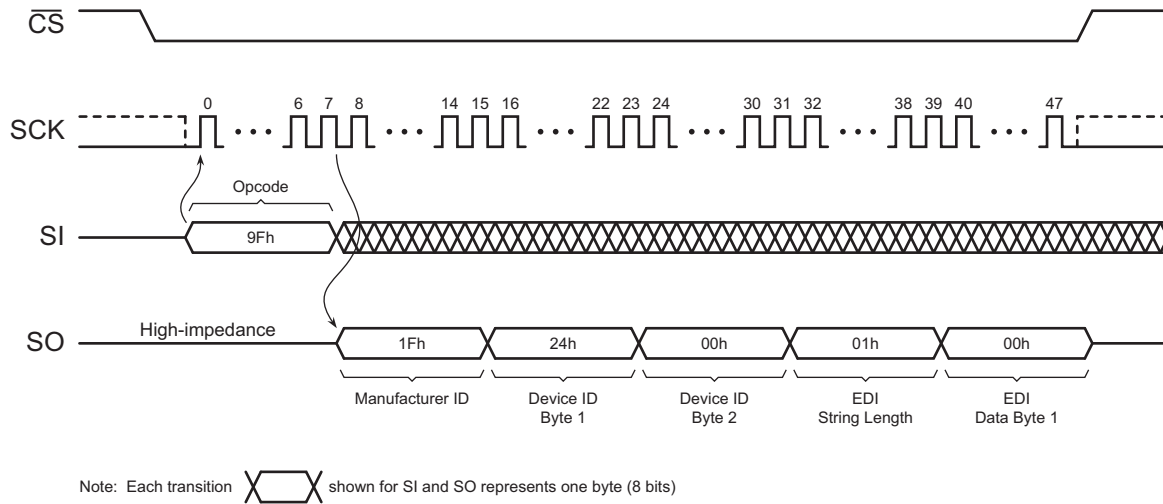 CS
SCK
0 6 7 8 14 15 16 22 23 24 30 31 32 38 39 40 47
Opcode
SI
9Fh
High-impedance
SO
1Fh 24h 00h 01h 00h
Manufacturer ID
Device ID
Byte 1
Device ID
Byte 2
EDI
String Length
EDI
Data Byte 1
Note: Each transition shown for SI and SO represents one byte (8 bits)